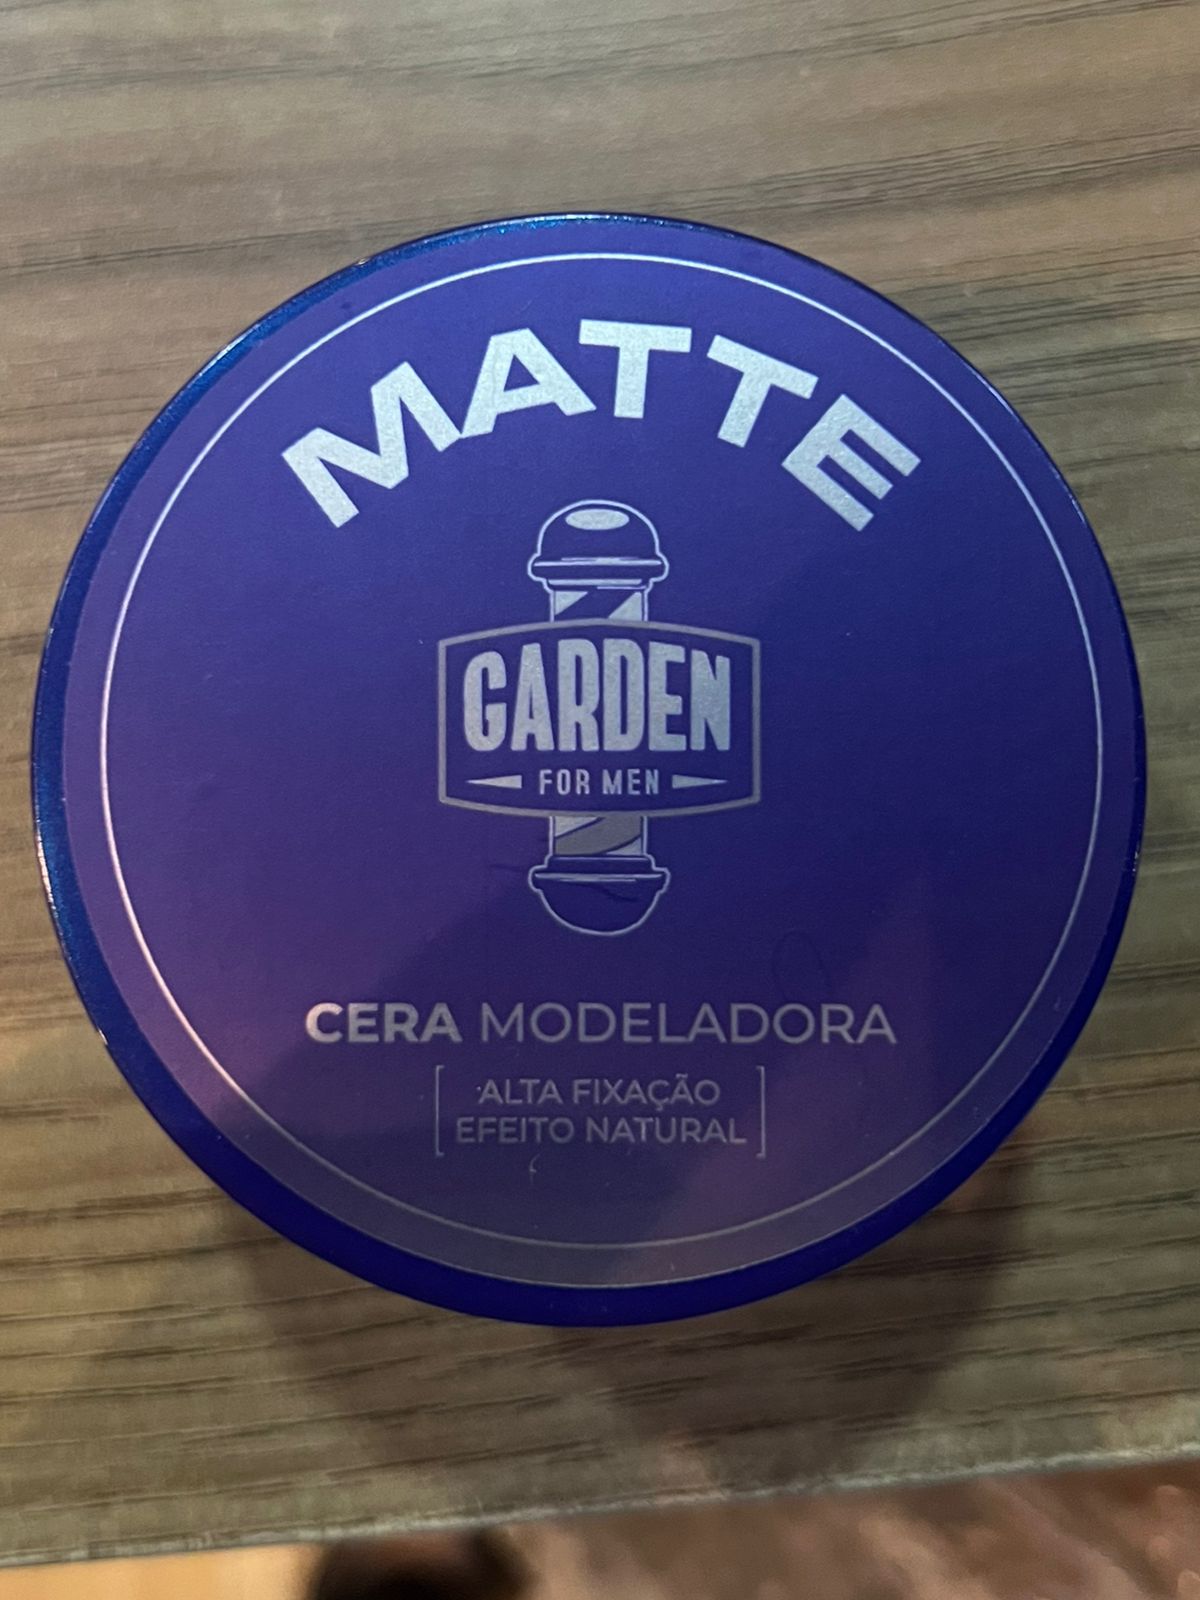 MATTE
GARDEN
FOR MEN
CERA MODELADORA
ALTA FIXAÇÃO
EFEITO NATURAL